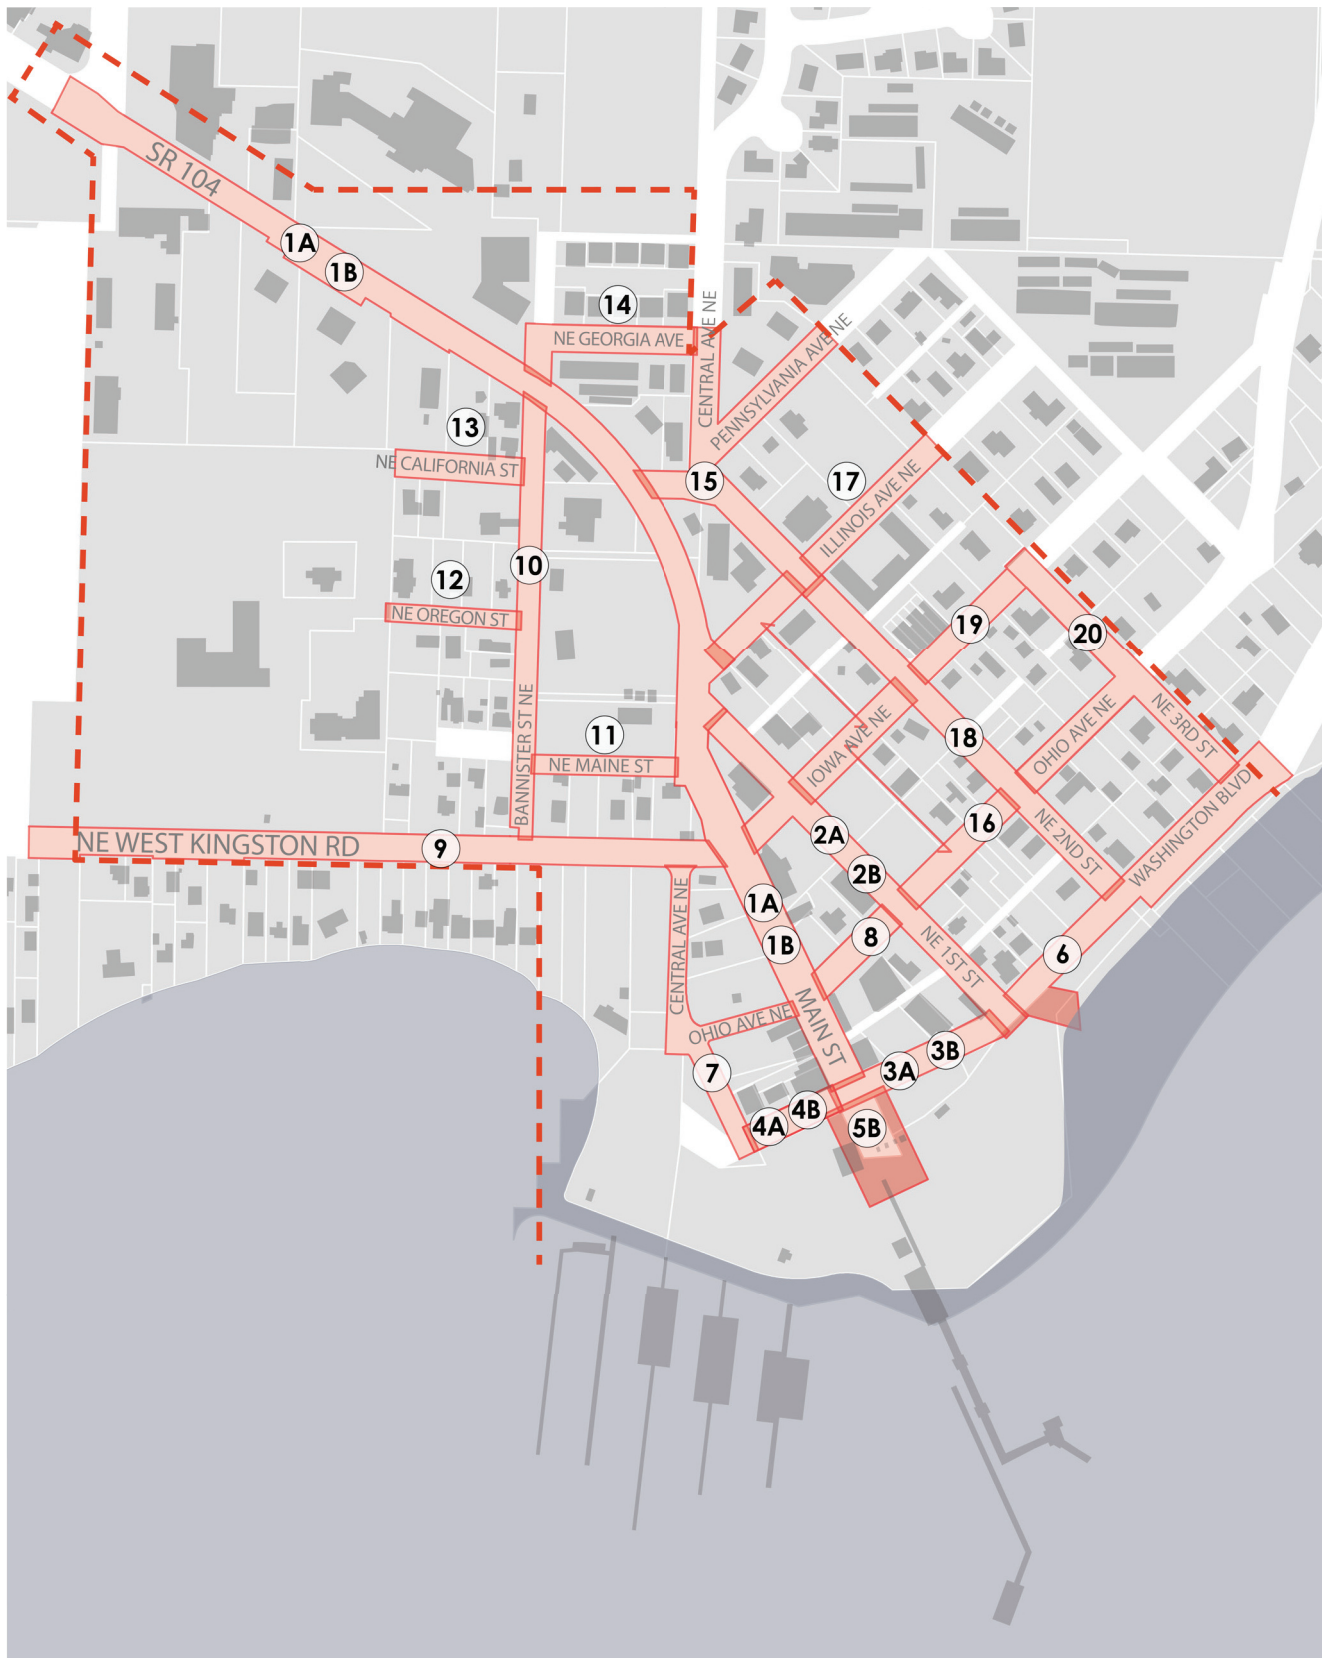 SR 104
1A
1B
14
NE GEORGIA AVE
CENTRAL AVE NE
PENNSYLVANIA AVE NE
13
NE CALIFORNIA ST
15
17
ILLINOIS AVE NE
10
12
NE OREGON ST
19
20
BANNISTER ST NE
11
NE MAINE ST
IOWA AVE NE
18
OHIO AVE NE
NE 3RD ST
NE WEST KINGSTON RD
9
2A
2B
16
NE 2ND ST
WASHINGTON BLVD
CENTRAL AVE NE
1A
1B
8
NE 1ST ST
6
MAIN ST
OHIO AVE NE
7
3A
3B
4A
4B
5B